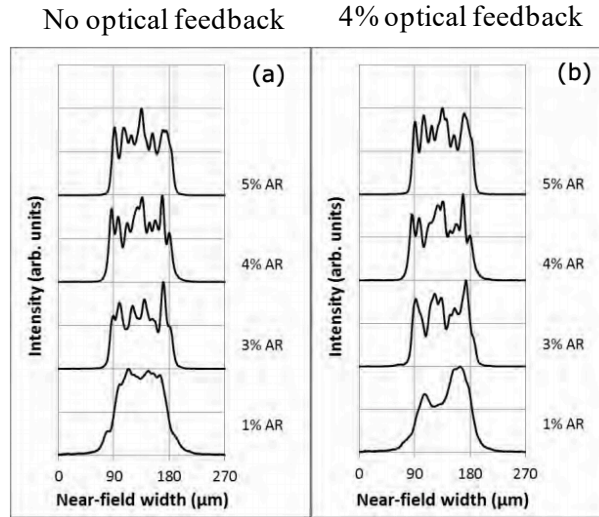 No optical feedback
4% optical feedback
(a)
(b)
Intensity (arb. units)
5% AR
4% AR
3% AR
1% AR
0 90 180 270
Near-field width (μm)
Intensity (arb. units)
5% AR
4% AR
3% AR
1% AR
0 90 180 270
Near-field width (μm)